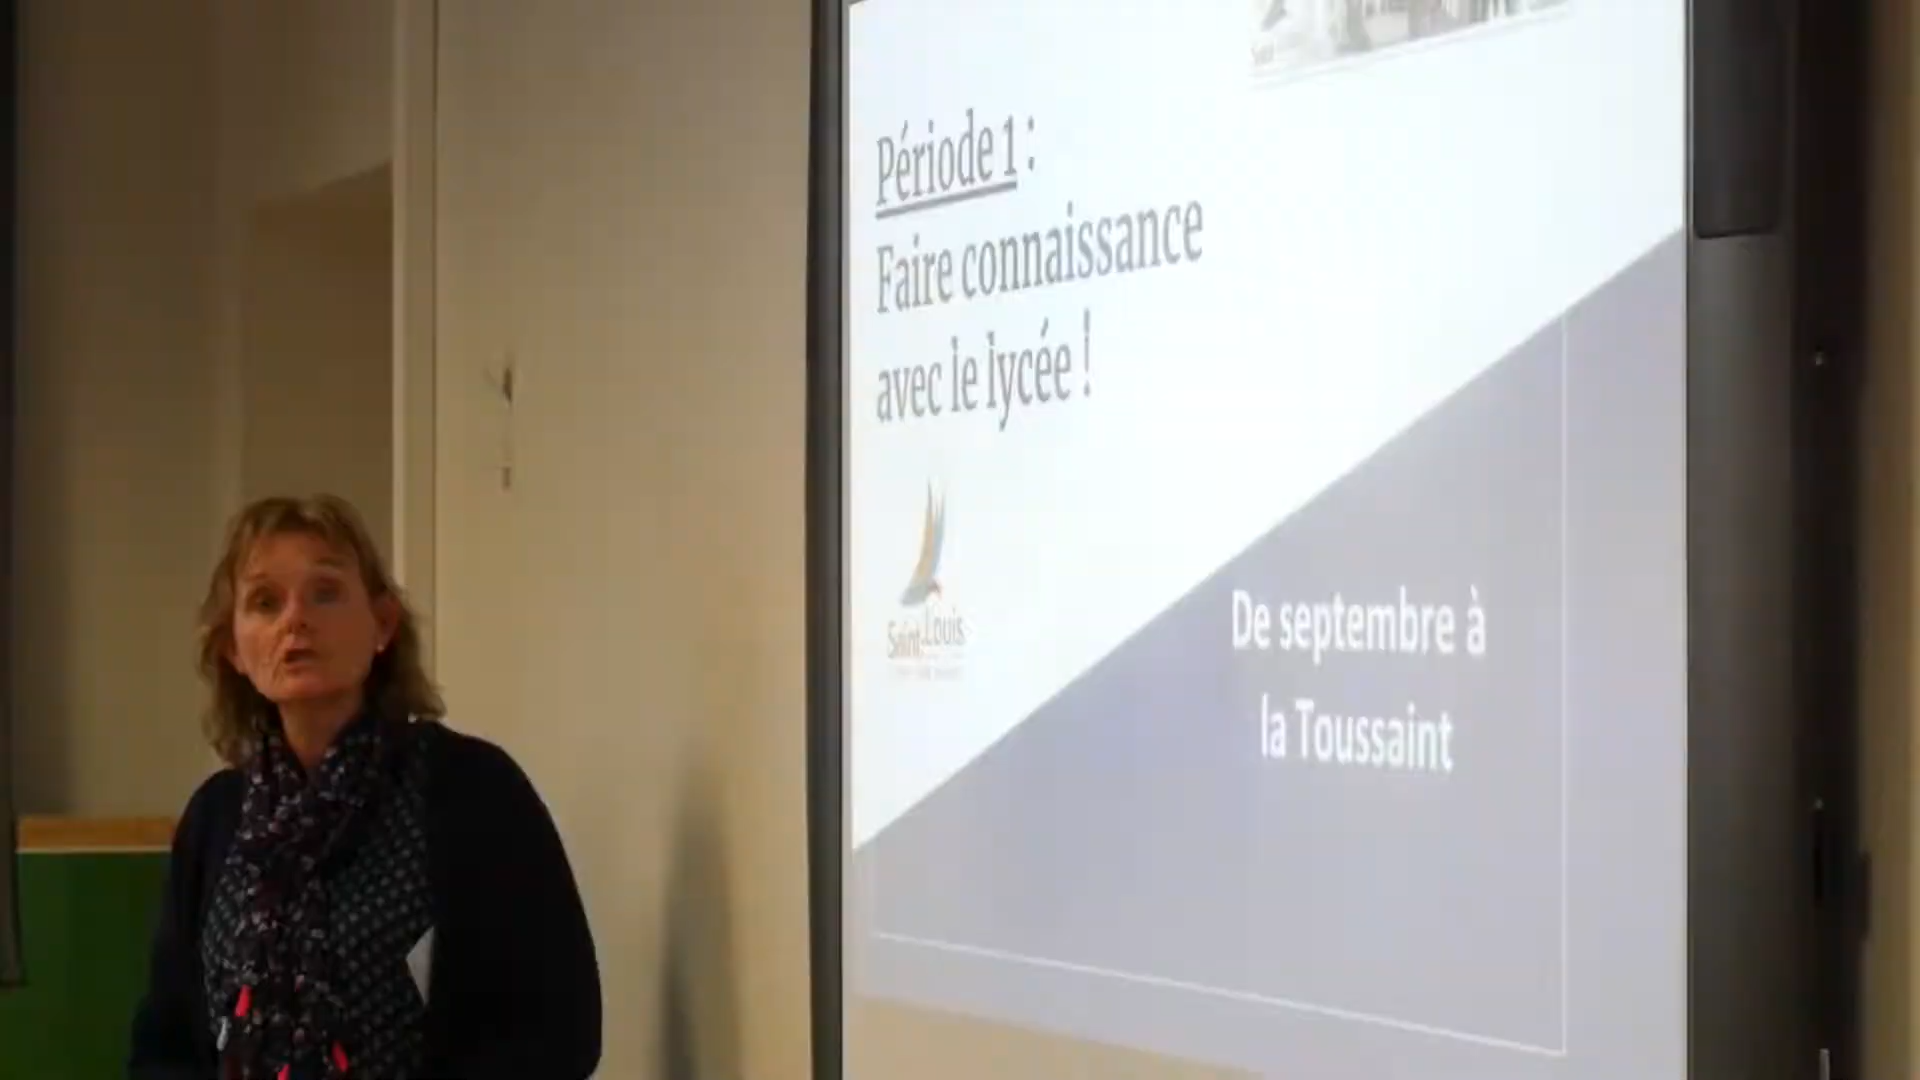 Période 1 :
Faire connaissance
avec le lycée !
Saint-Louis
De septembre à
la Toussaint